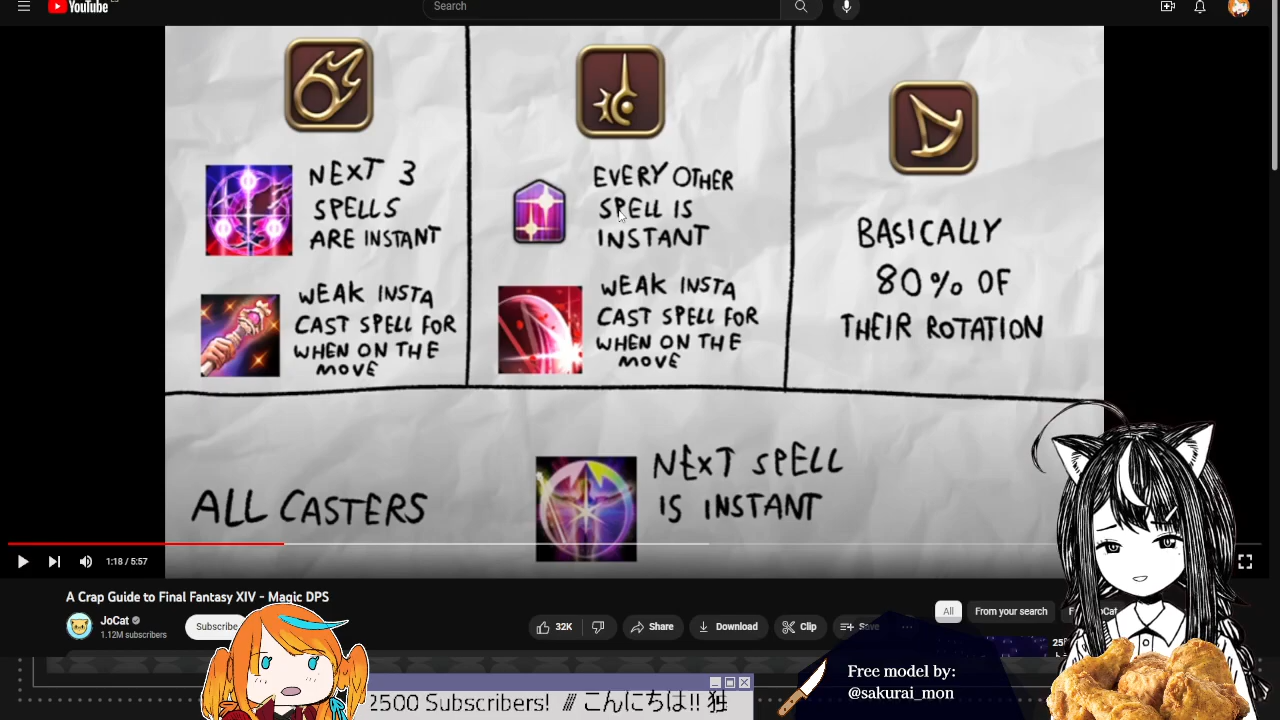 YouTube
Search
NEXT 3
SPELLS
ARE INSTANT
WEAK INSTA
CAST SPELL FOR
WHEN ON THE
MOVE
EVERY OTHER
SPELL IS
INSTANT
WEAK INSTA
CAST SPELL FOR
WHEN ON THE
MOVE
BASICALLY
80% OF
THEIR ROTATION
ALL CASTERS
NEXT SPELL
IS INSTANT
1:18 / 5:57
A Crap Guide to Final Fantasy XIV - Magic DPS
JoCat
1.12M subscribers
Subscribe
32K
Share
Download
Clip
Save
All
From your search
2500 Subscribers! /// こんにちは!! 独
Free model by:
@sakurai_mon